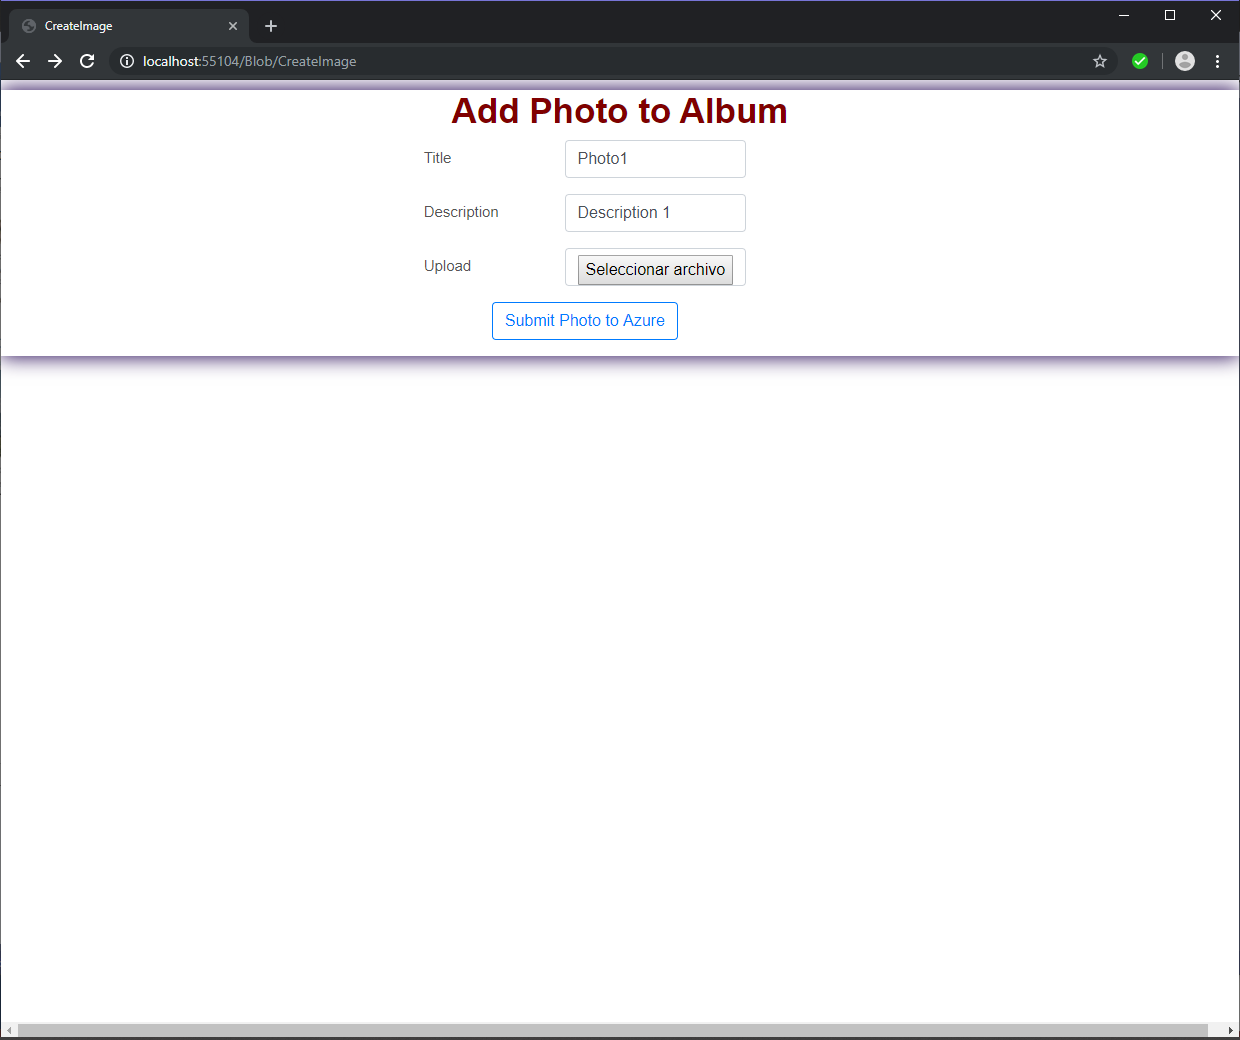 CreateImage
localhost:55104/Blob/CreateImage
Add Photo to Album
Title Photo1
Description Description 1
Upload Seleccionar archivo
Submit Photo to Azure